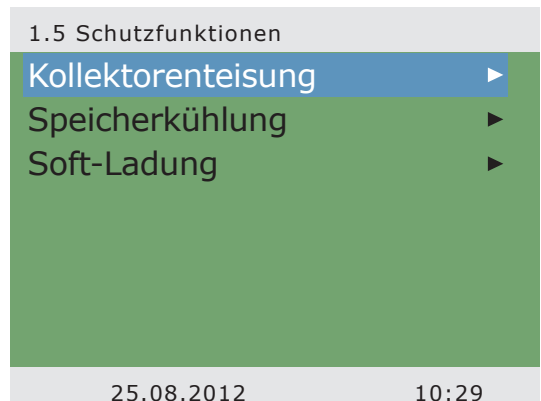 1.5 Schutzfunktionen
Kollektorenteisung
Speicherkühlung
Soft-Ladung
25.08.2012 10:29